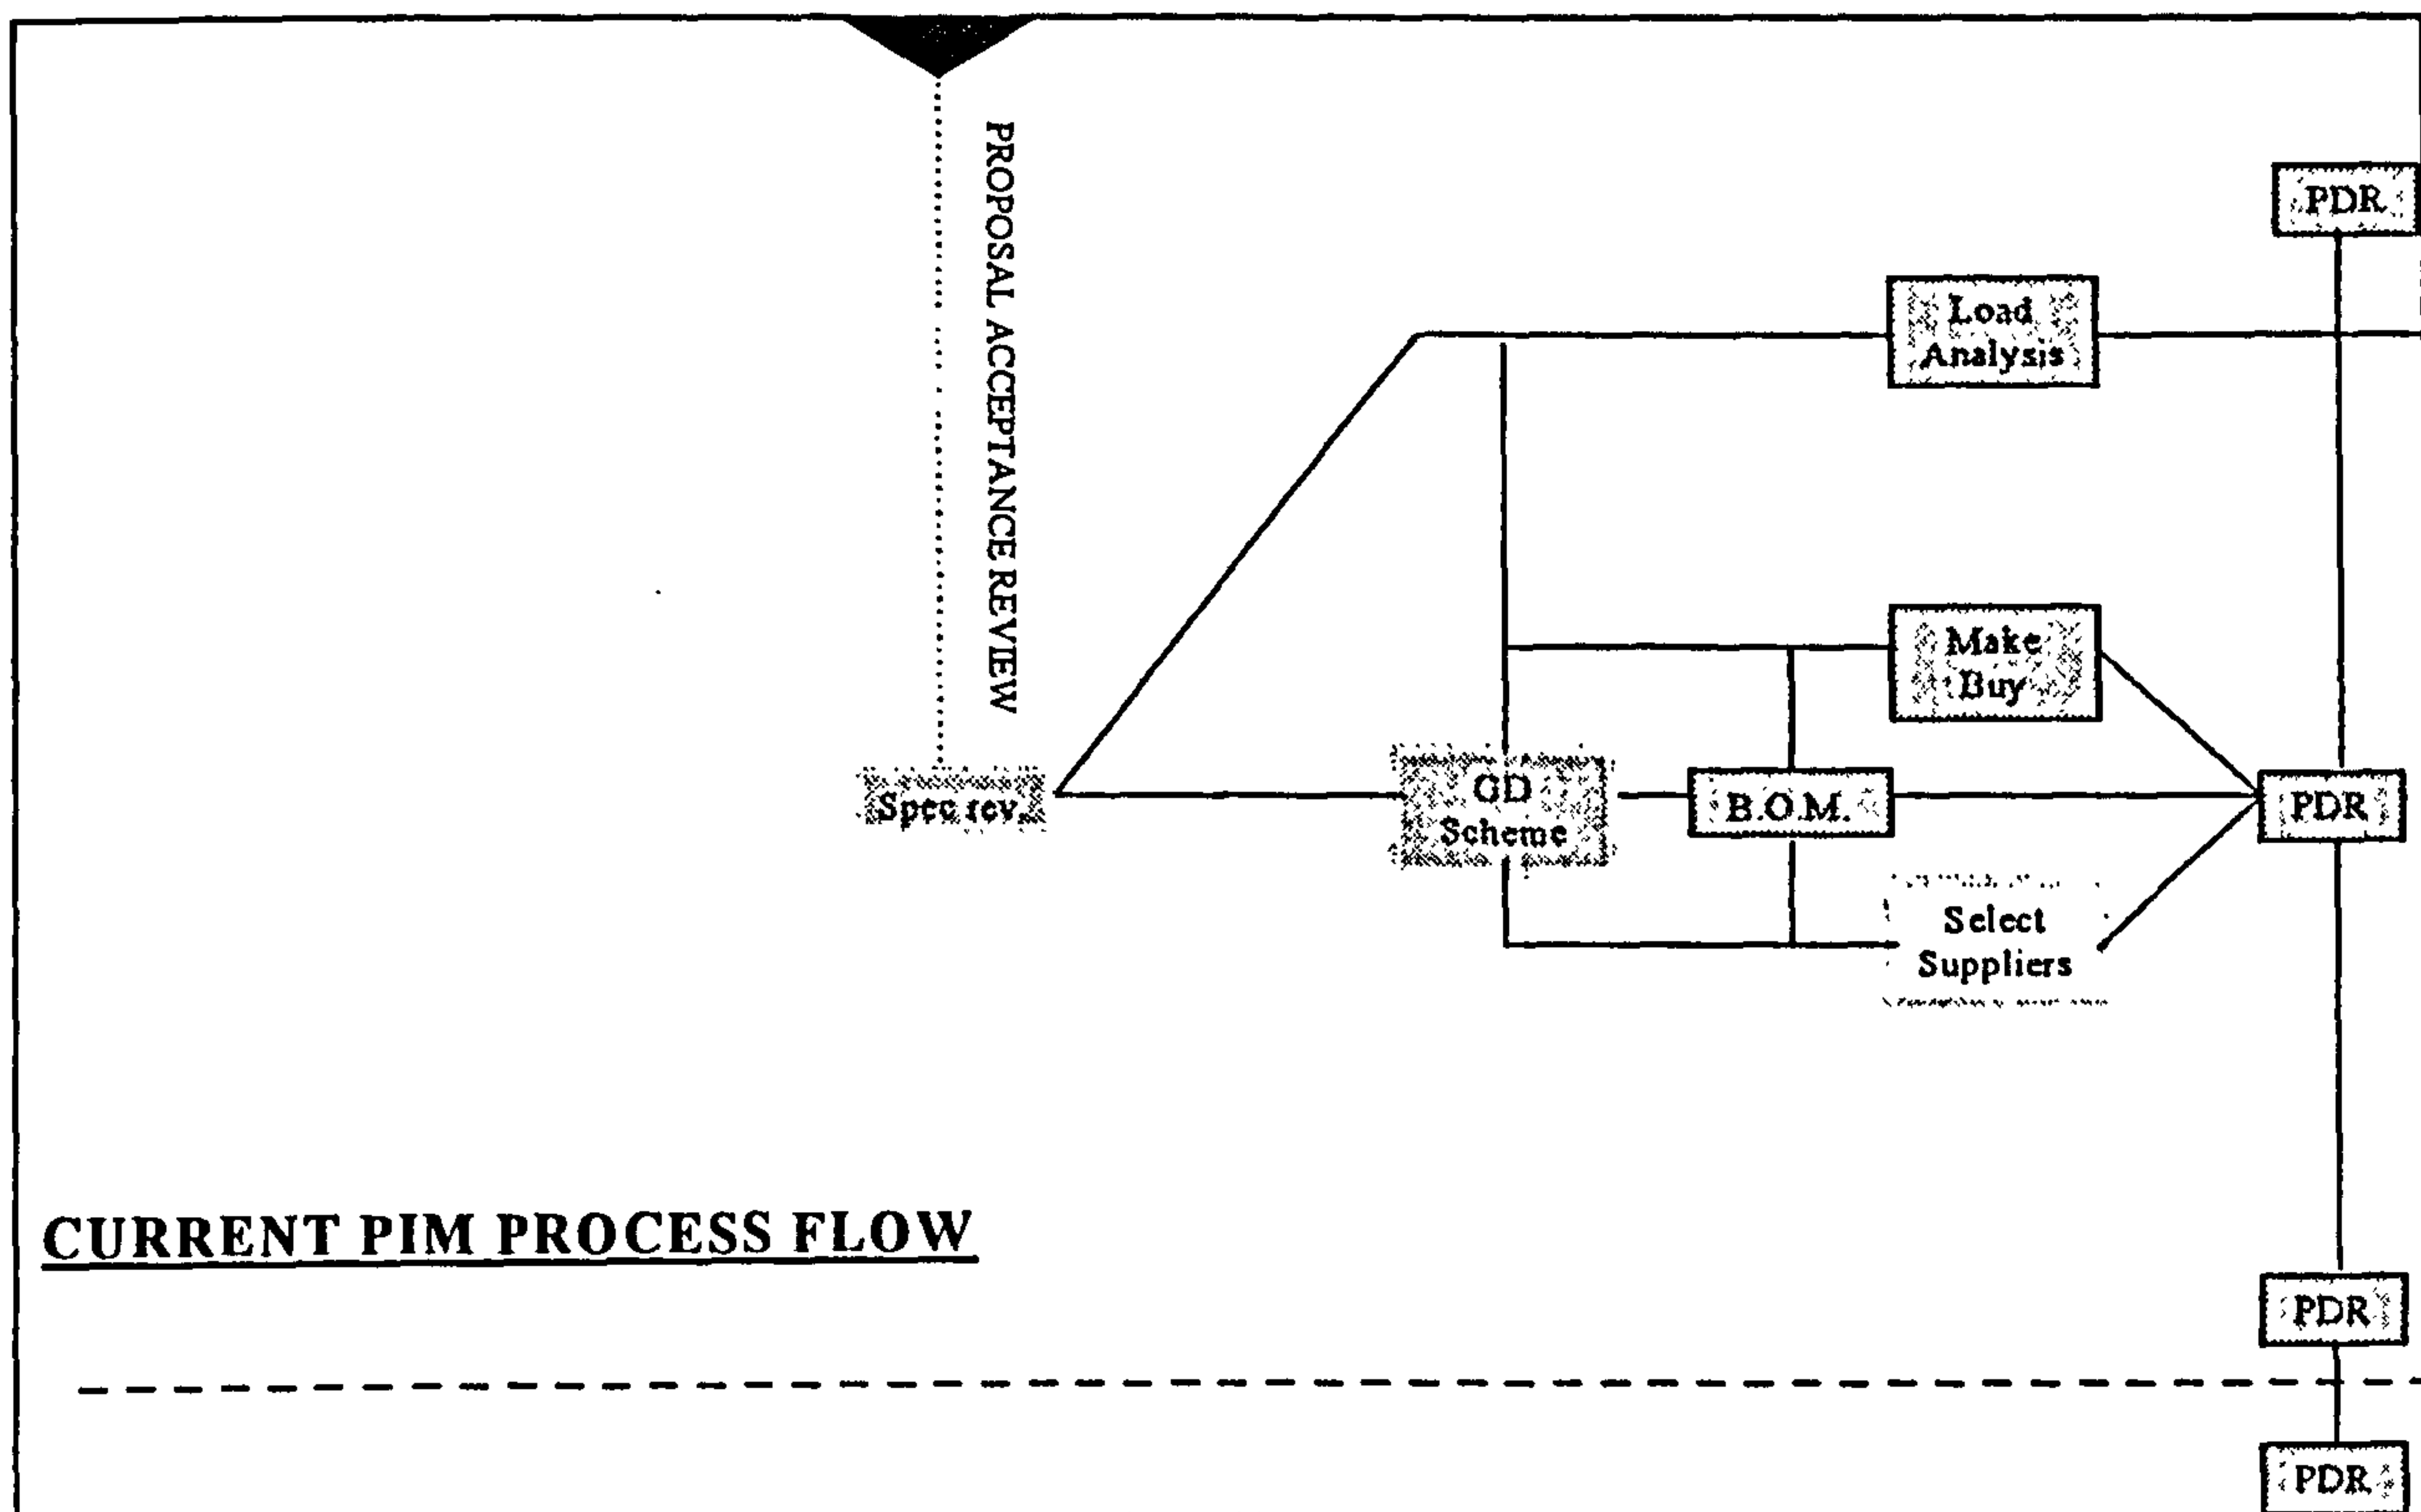 PROPOSAL ACCEPTANCE REVIEW
PDR
Load
Analysis
Make
Buy
Spec rev.
GD
Scheme
B.O.M.
PDR
Select
Suppliers
CURRENT PIM PROCESS FLOW
PDR
PDR